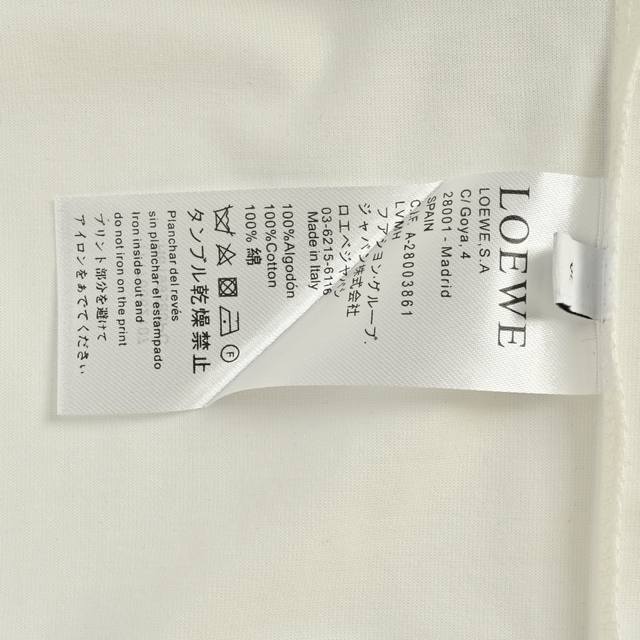 LOEWE
LOEWE,S.A
C/ Goya, 4
28001 - Madrid
SPAIN
C.I.F. A-28003861
LVMH
ファション.グループ.
ジャパン株式会社
ロエベジャパン
03-6215-6116
Made in Italy
100%Algodón
100%Cotton
100% 綿
タンブル乾燥禁止
Planchar del revés
sin planchar el estampado
Iron inside out and
do not iron on the print
プリント部分を避けて
アイロンをあててください